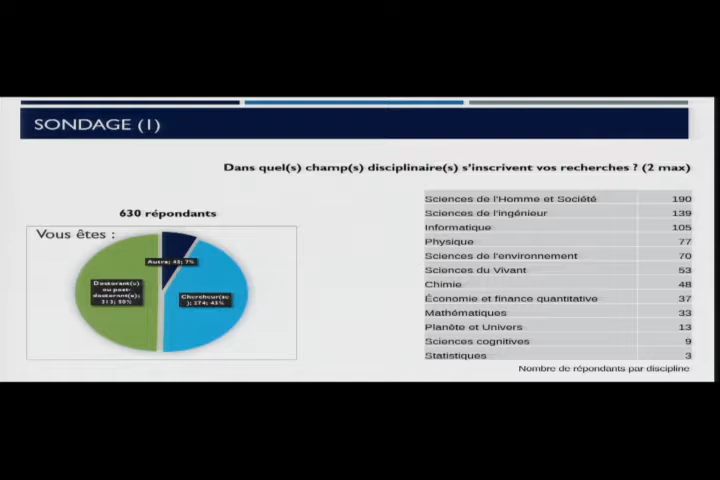 SONDAGE (1)
Dans quel(s) champ(s) disciplinaire(s) s'inscrivent vos recherches ? (2 max)
630 répondants
Vous êtes :
Autre; 43; 7%
Doctorant(e)
ou post-
doctorant(e);
313; 50%
Chercheur(se
); 274; 43%
Sciences de l'Homme et Société 190
Sciences de l'ingénieur 139
Informatique 105
Physique 77
Sciences de l'environnement 70
Sciences du Vivant 53
Chimie 48
Économie et finance quantitative 37
Mathématiques 33
Planète et Univers 13
Sciences cognitives 9
Statistiques 3
Nombre de répondants par discipline